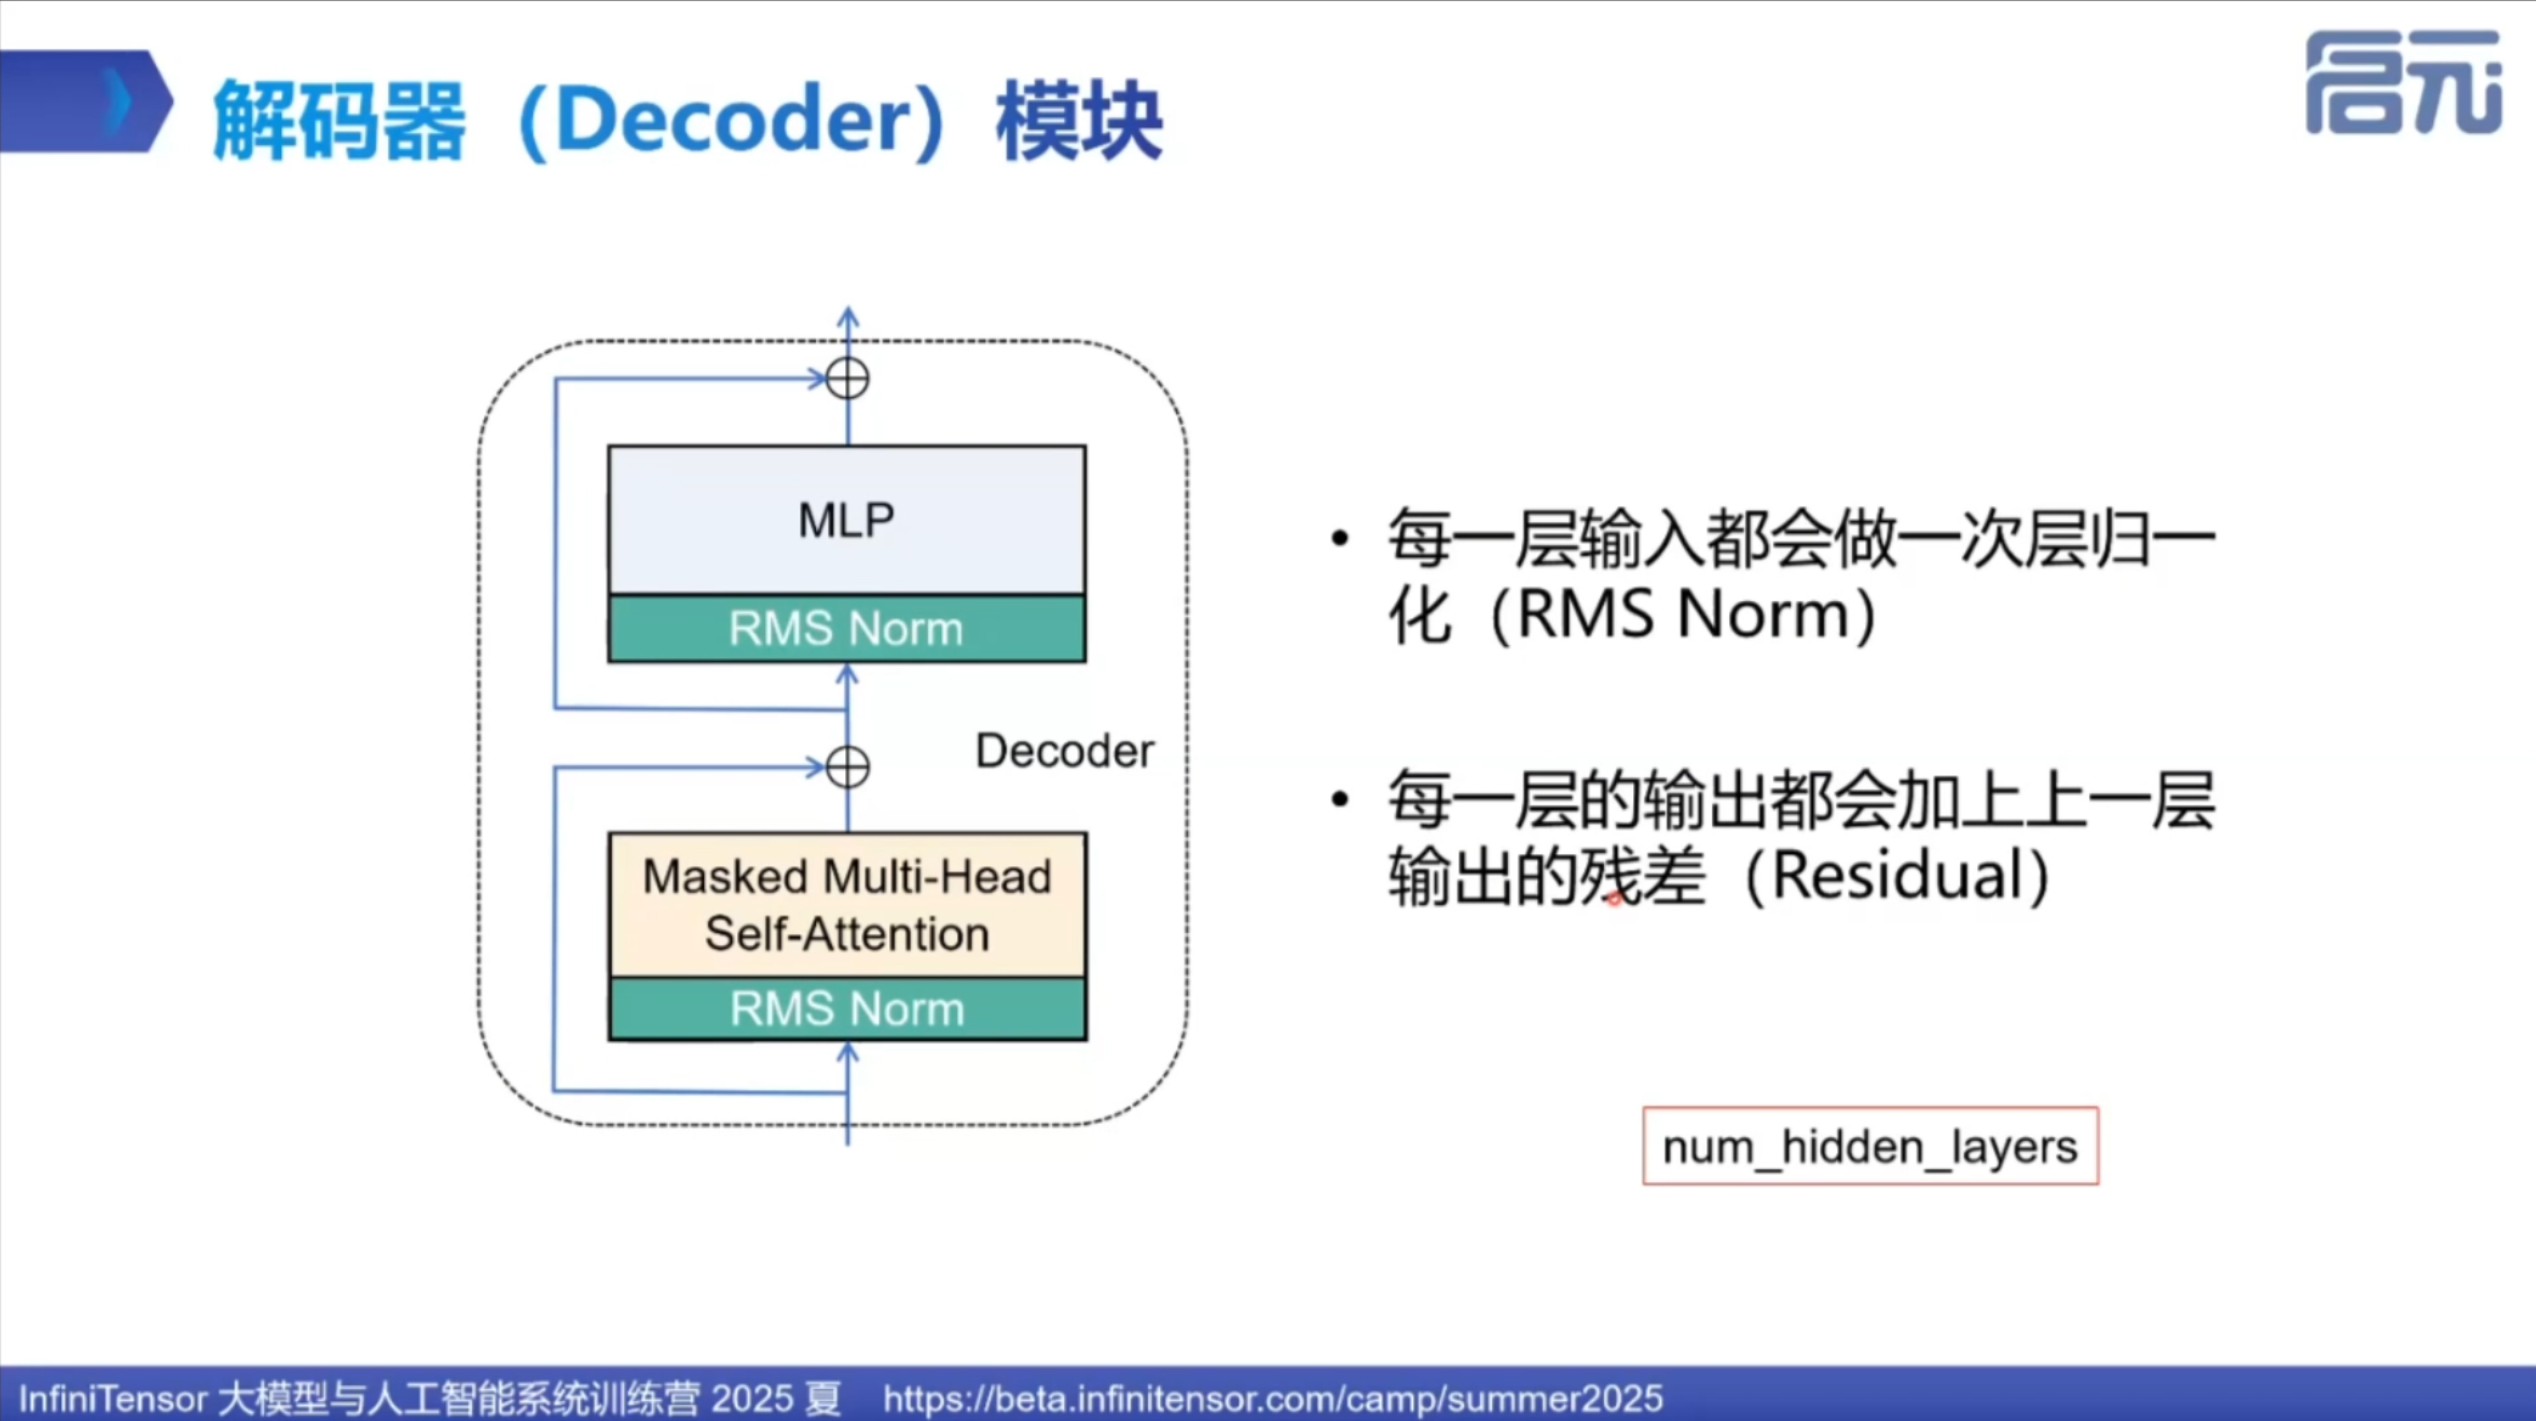 解码器（Decoder）模块
启元
MLP
RMS Norm
Decoder
Masked Multi-Head
Self-Attention
RMS Norm
• 每一层输入都会做一次层归一
化（RMS Norm）
• 每一层的输出都会加上上一层
输出的残差（Residual）
num_hidden_layers
InfiniTensor 大模型与人工智能系统训练营 2025 夏 https://beta.infinitensor.com/camp/summer2025